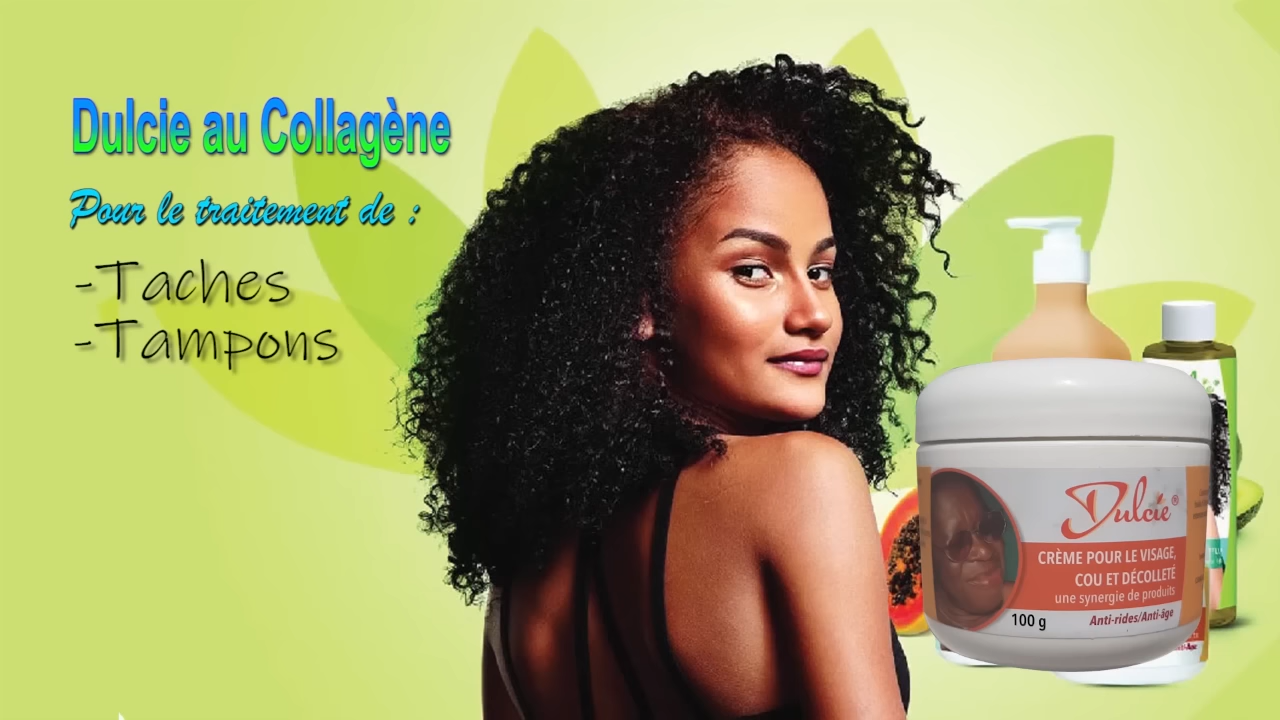 Dulcie au Collagène
Pour le traitement de :
-Taches
-Tampons
Dulcie®
CRÈME POUR LE VISAGE,
COU ET DÉCOLLETÉ
une synergie de produits
100 g
Anti-rides/Anti-âge